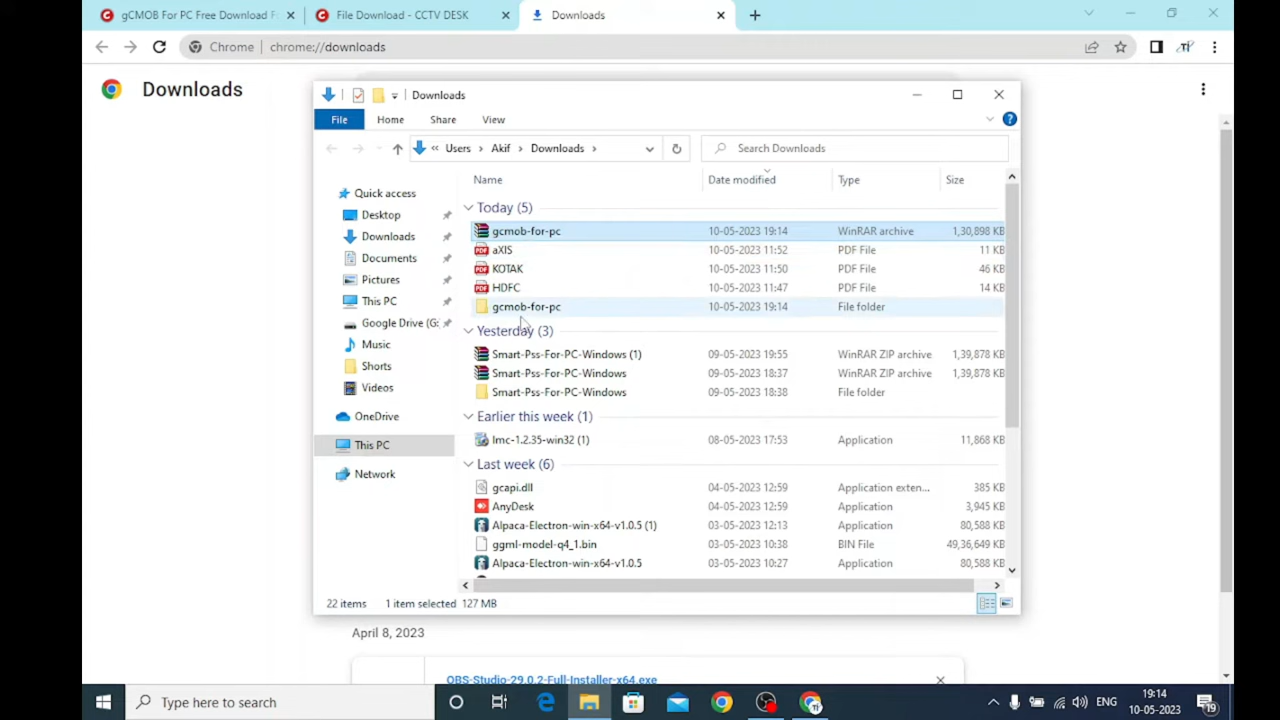 gCMOB For PC Free Download F
File Download - CCTV DESK
Downloads
Chrome | chrome://downloads
Downloads
Downloads
File Home Share View
Users Akif Downloads
Search Downloads
Name Date modified Type Size
Quick access
Desktop
Downloads
Documents
Pictures
This PC
Google Drive (G:
Music
Shorts
Videos
OneDrive
This PC
Network
Today (5)
gcmob-for-pc 10-05-2023 19:14 WinRAR archive 1,30,898 KB
aXIS 10-05-2023 11:52 PDF File 11 KB
KOTAK 10-05-2023 11:50 PDF File 46 KB
HDFC 10-05-2023 11:47 PDF File 14 KB
gcmob-for-pc 10-05-2023 19:14 File folder
Yesterday (3)
Smart-Pss-For-PC-Windows (1) 09-05-2023 19:55 WinRAR ZIP archive 1,39,878 KB
Smart-Pss-For-PC-Windows 09-05-2023 18:37 WinRAR ZIP archive 1,39,878 KB
Smart-Pss-For-PC-Windows 09-05-2023 18:38 File folder
Earlier this week (1)
lmc-1.2.35-win32 (1) 08-05-2023 17:53 Application 11,868 KB
Last week (6)
gcapi.dll 04-05-2023 12:59 Application exten... 385 KB
AnyDesk 04-05-2023 12:59 Application 3,945 KB
Alpaca-Electron-win-x64-v1.0.5 (1) 03-05-2023 12:13 Application 80,588 KB
ggml-model-q4_1.bin 03-05-2023 10:38 BIN File 49,36,649 KB
Alpaca-Electron-win-x64-v1.0.5 03-05-2023 10:27 Application 80,588 KB
22 items 1 item selected 127 MB
April 8, 2023
OBS-Studio-29.0.2-Full-Installer-x64.exe
Type here to search
ENG
19:14
10-05-2023
19